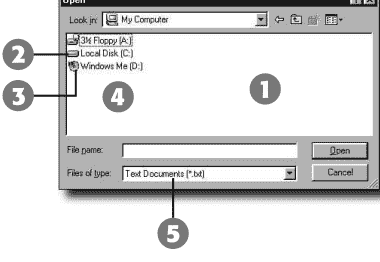 Open
Look in: My Computer
3½ Floppy (A:)
2 Local Disk (C:)
Windows Me (D:)
3 4 1
File name: Open
Files of type: Text Documents (*.txt) Cancel
5